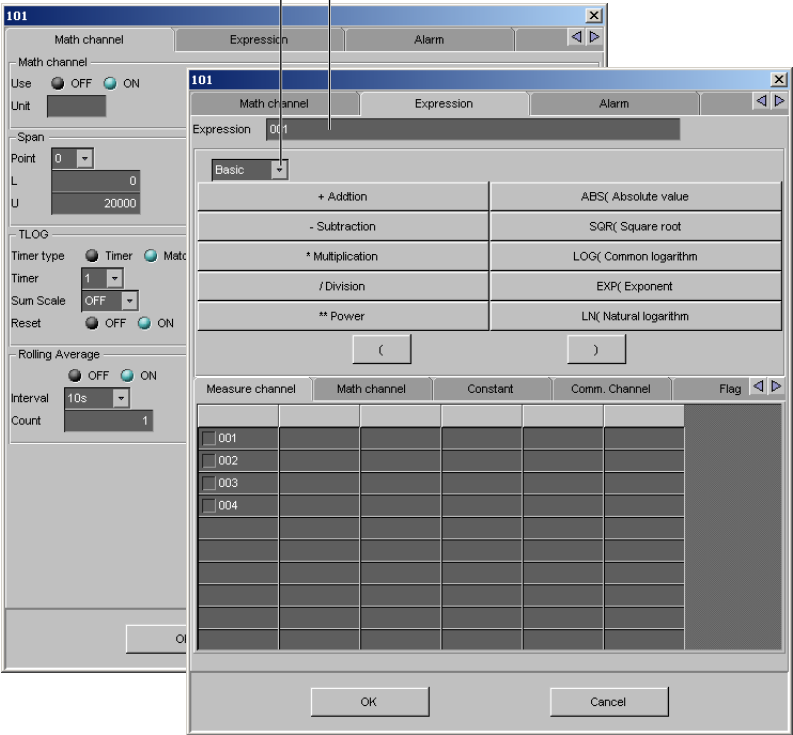 101
Math channel Expression Alarm
Math channel
Use OFF ON
Unit
Span
Point 0
L 0
U 20000
TLOG
Timer type Timer Matc
Timer 1
Sum Scale OFF
Reset OFF ON
Rolling Average
OFF ON
Interval 10s
Count 1
101
Math channel Expression Alarm
Expression 001
Basic
+ Addtion ABS( Absolute value
- Subtraction SQR( Square root
* Multiplication LOG( Common logarithm
/ Division EXP( Exponent
** Power LN( Natural logarithm
( )
Measure channel Math channel Constant Comm. Channel Flag
001
002
003
004
OK Cancel